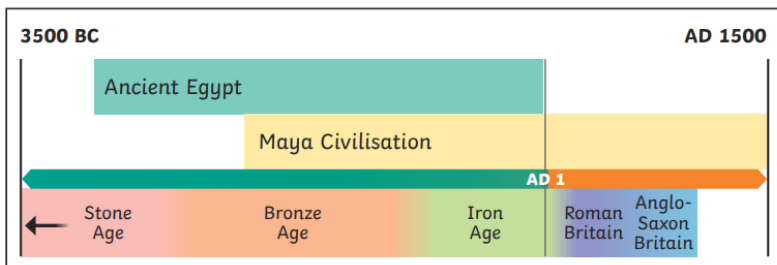 3500 BC
AD 1500
Ancient Egypt
Maya Civilisation
AD 1
Stone
Age
Bronze
Age
Iron
Age
Roman
Britain
Anglo-
Saxon
Britain